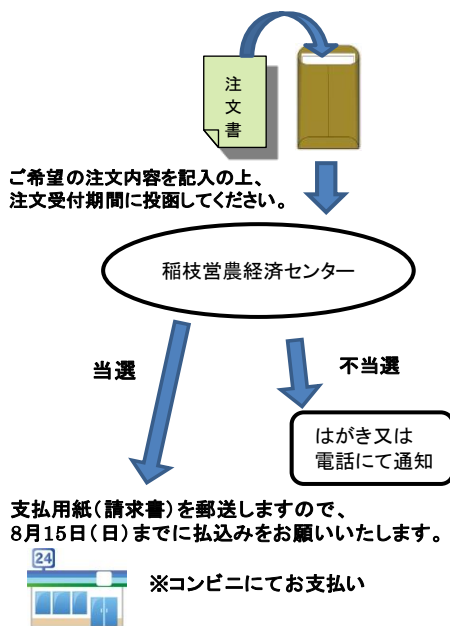 注
文
書
ご希望の注文内容を記入の上、
注文受付期間に投函してください。
稲枝営農経済センター
当選
不当選
はがき又は
電話にて通知
支払用紙(請求書)を郵送しますので、
8月15日(日)までに払込みをお願いいたします。
24
※コンビニにてお支払い